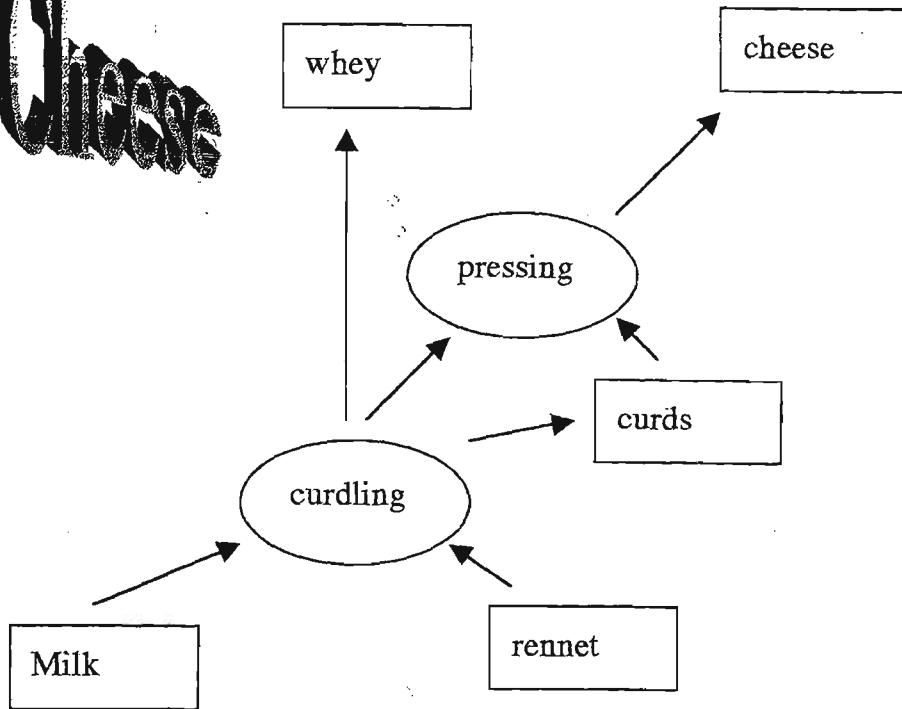 Cheese
whey
cheese
pressing
curds
curdling
rennet
Milk